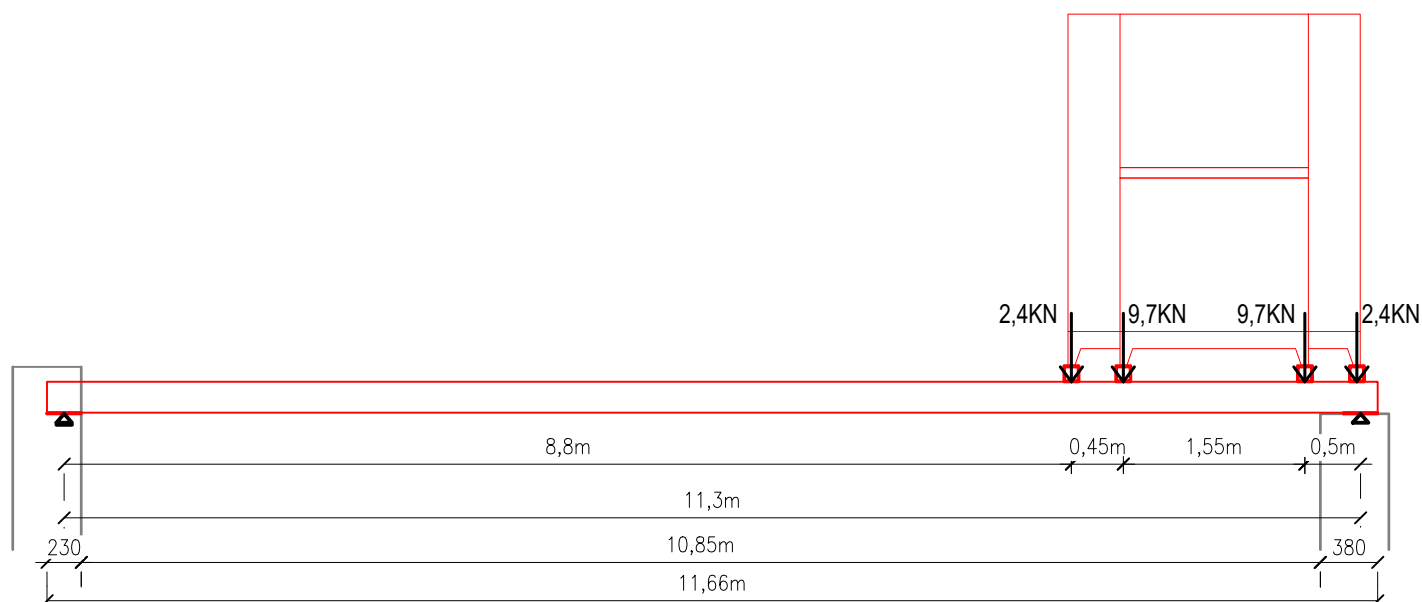 2,4KN 9,7KN 9,7KN 2,4KN
8,8m 0,45m 1,55m 0,5m
11,3m
230 10,85m 380
11,66m